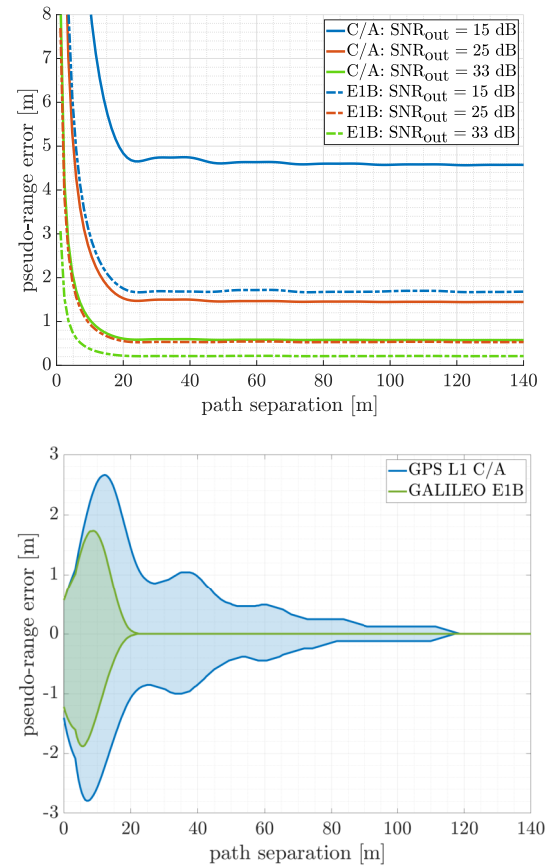 8
7
6
5
4
3
2
1
0
pseudo-range error [m]
C/A: SNRout = 15 dB
C/A: SNRout = 25 dB
C/A: SNRout = 33 dB
E1B: SNRout = 15 dB
E1B: SNRout = 25 dB
E1B: SNRout = 33 dB
0 20 40 60 80 100 120 140
path separation [m]
3
2
1
0
-1
-2
-3
pseudo-range error [m]
GPS L1 C/A
GALILEO E1B
0 20 40 60 80 100 120 140
path separation [m]